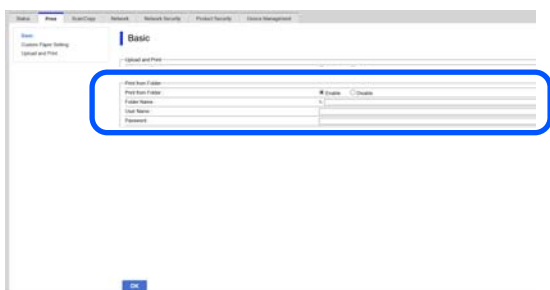 Status Print Scan/Copy Network Network Security Product Security Device Management
Basic
Custom Paper Setting
Upload and Print
Basic
Upload and Print
Print from Folder
Print from Folder Enable Disable
Folder Name \\
User Name
Password
OK